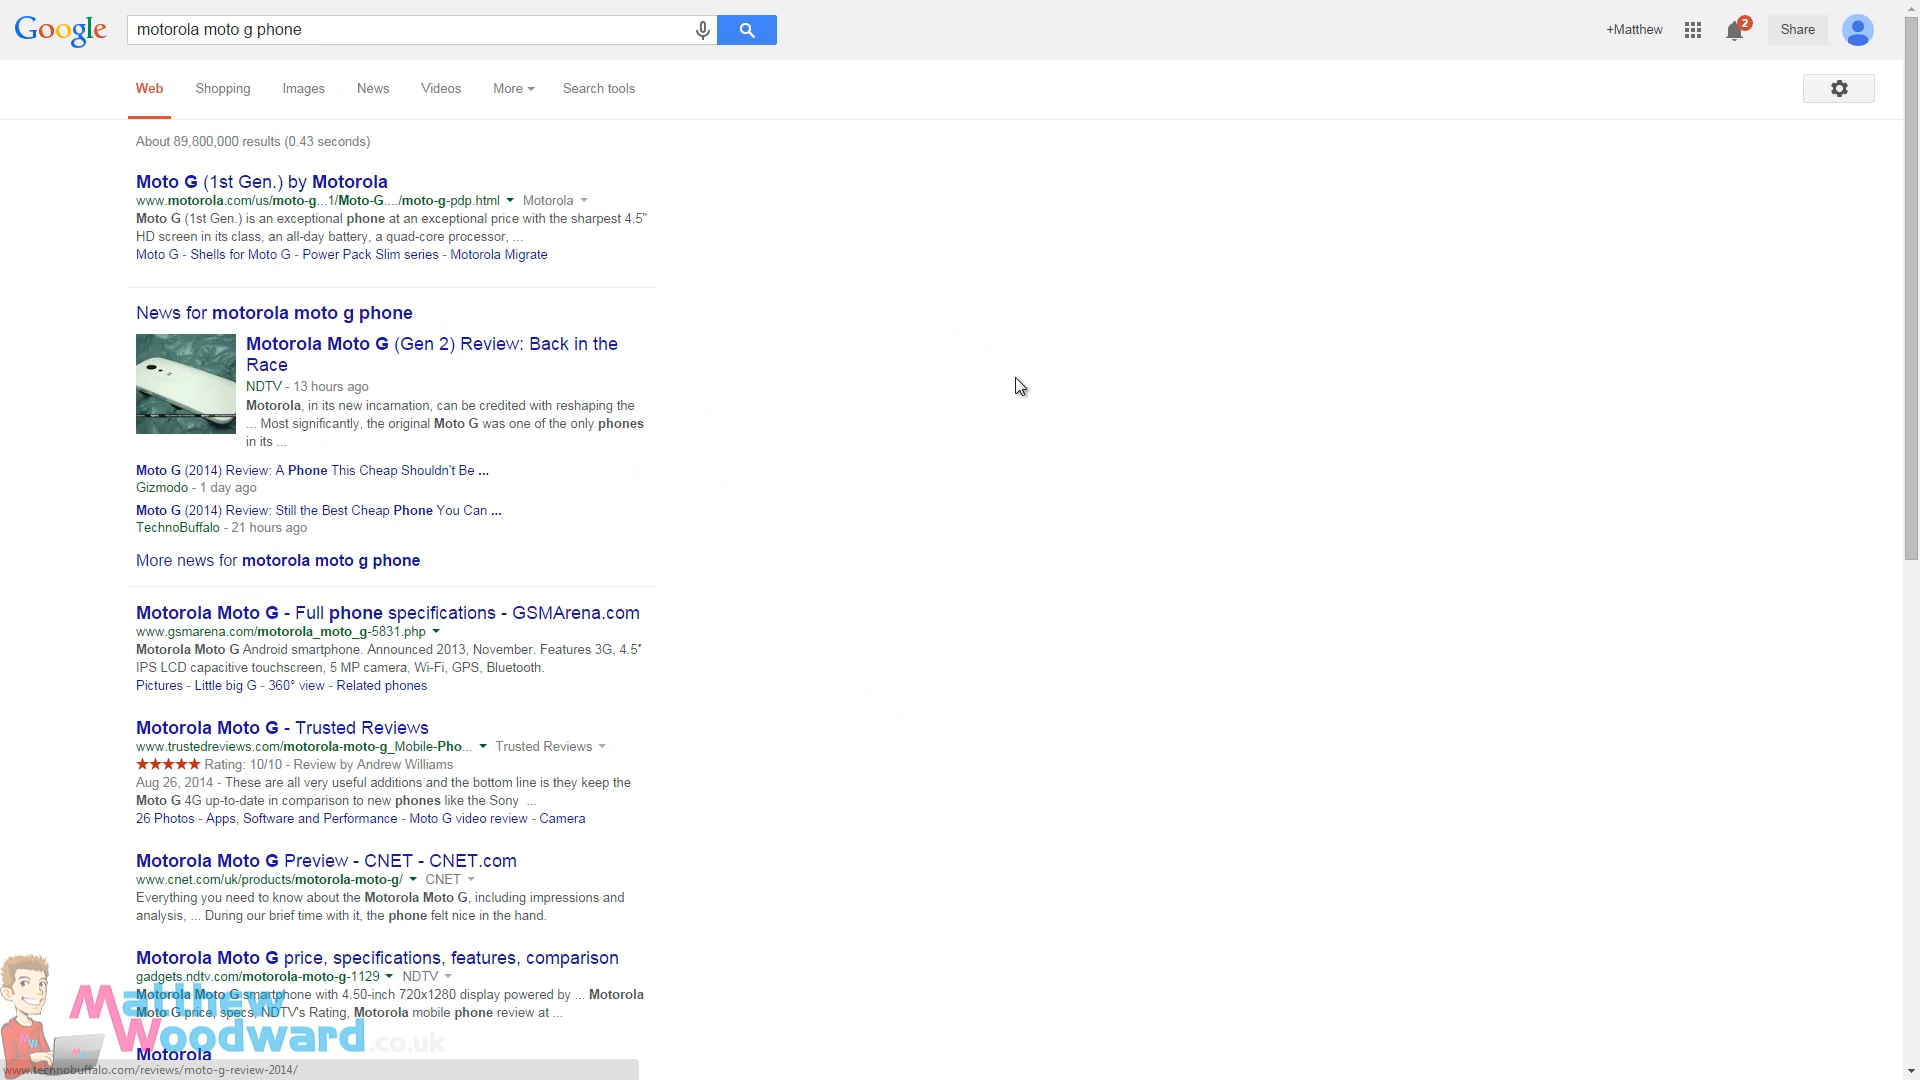 Google
motorola moto g phone
+Matthew
2
Share
Web
Shopping
Images
News
Videos
More
Search tools
About 89,800,000 results (0.43 seconds)
Moto G (1st Gen.) by Motorola
www.motorola.com/us/moto-g...1/Moto-G..../moto-g-pdp.html Motorola
Moto G (1st Gen.) is an exceptional phone at an exceptional price with the sharpest 4.5"
HD screen in its class, an all-day battery, a quad-core processor, ...
Moto G - Shells for Moto G - Power Pack Slim series - Motorola Migrate
News for motorola moto g phone
Motorola Moto G (Gen 2) Review: Back in the
Race
NDTV - 13 hours ago
Motorola, in its new incarnation, can be credited with reshaping the
... Most significantly, the original Moto G was one of the only phones
in its ...
Moto G (2014) Review: A Phone This Cheap Shouldn't Be ...
Gizmodo - 1 day ago
Moto G (2014) Review: Still the Best Cheap Phone You Can ...
TechnoBuffalo - 21 hours ago
More news for motorola moto g phone
Motorola Moto G - Full phone specifications - GSMArena.com
www.gsmarena.com/motorola_moto_g-5831.php
Motorola Moto G Android smartphone. Announced 2013, November. Features 3G, 4.5″
IPS LCD capacitive touchscreen, 5 MP camera, Wi-Fi, GPS, Bluetooth.
Pictures - Little big G - 360° view - Related phones
Motorola Moto G - Trusted Reviews
www.trustedreviews.com/motorola-moto-g_Mobile-Pho... Trusted Reviews
★★★★★ Rating: 10/10 - Review by Andrew Williams
Aug 26, 2014 - These are all very useful additions and the bottom line is they keep the
Moto G 4G up-to-date in comparison to new phones like the Sony ...
26 Photos - Apps, Software and Performance - Moto G video review - Camera
Motorola Moto G Preview - CNET - CNET.com
www.cnet.com/uk/products/motorola-moto-g/ CNET
Everything you need to know about the Motorola Moto G, including impressions and
analysis, ... During our brief time with it, the phone felt nice in the hand.
Motorola Moto G price, specifications, features, comparison
gadgets.ndtv.com/motorola-moto-g-1129 NDTV
Motorola Moto G smartphone with 4.50-inch 720x1280 display powered by ... Motorola
Moto G price, specs, NDTV's Rating, Motorola mobile phone review at ...
Matthew
Woodward.co.uk
Motorola
www.technobuffalo.com/reviews/moto-g-review-2014/